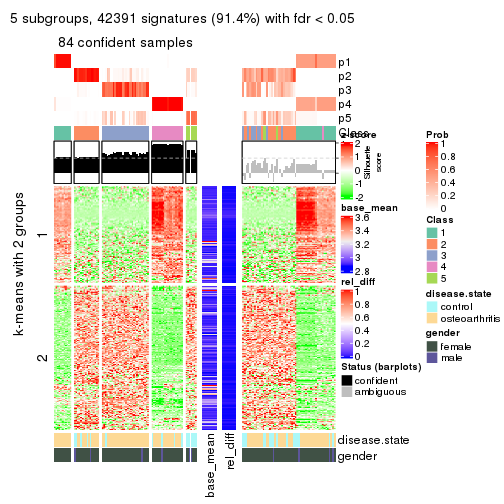 5 subgroups, 42391 signatures (91.4%) with fdr < 0.05
84 confident samples
p1
p2
p3
p4
p5
Class
z-score
2
1
0
-1
-2
Silhouette
score
base_mean
3.6
3.4
3.2
3
2.8
rel_diff
1
0.8
0.6
0.4
0.2
0
Status (barplots)
confident
ambiguous
Prob
1
0.8
0.6
0.4
0.2
0
Class
1
2
3
4
5
disease.state
control
osteoarthritis
gender
female
male
k-means with 2 groups
1
2
disease.state
gender
base_mean
rel_diff